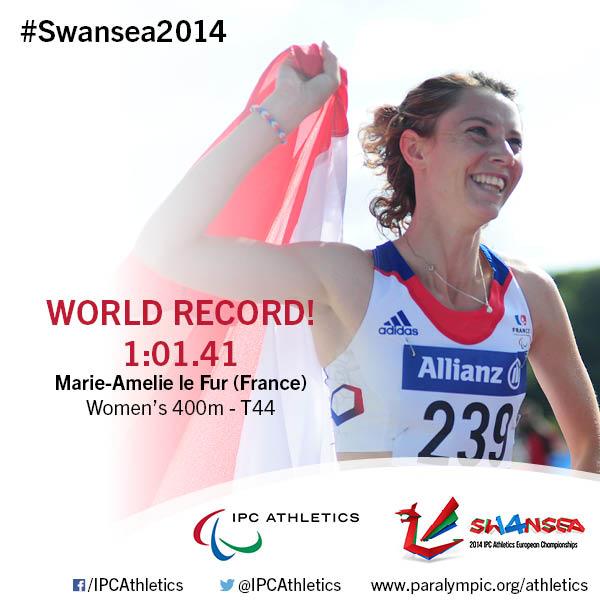 #Swansea2014
WORLD RECORD!
1:01.41
Marie-Amelie le Fur (France)
Women's 400m - T44
adidas
FRANCE
Allianz
239
IPC ATHLETICS
SWANSEA
2014 IPC Athletics European Championships
/IPCAthletics
@IPCAthletics
www.paralympic.org/athletics